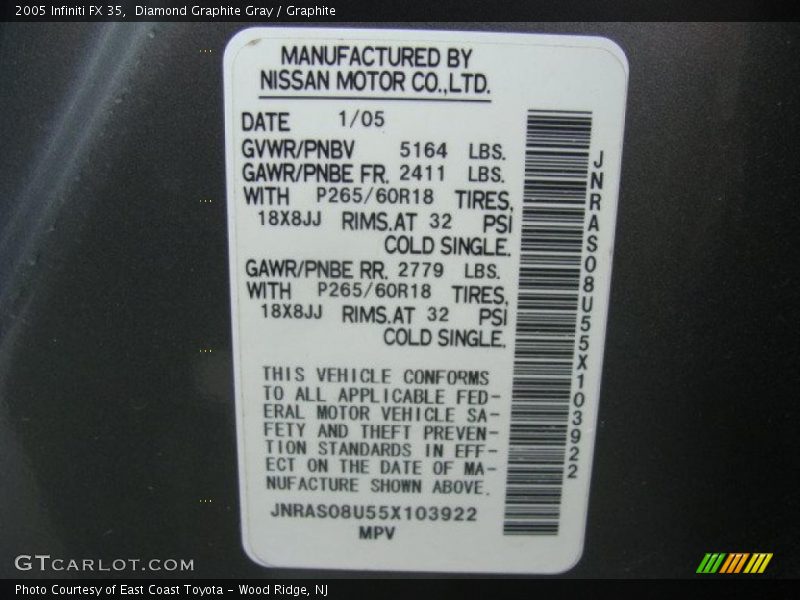 2005 Infiniti FX 35, Diamond Graphite Gray / Graphite
MANUFACTURED BY
NISSAN MOTOR CO.,LTD.
DATE 1/05
GVWR/PNBV 5164 LBS.
GAWR/PNBE FR. 2411 LBS.
WITH P265/60R18 TIRES,
18X8JJ RIMS.AT 32 PSI
COLD SINGLE.
GAWR/PNBE RR. 2779 LBS.
WITH P265/60R18 TIRES,
18X8JJ RIMS.AT 32 PSI
COLD SINGLE.
THIS VEHICLE CONFORMS
TO ALL APPLICABLE FED-
ERAL MOTOR VEHICLE SA-
FETY AND THEFT PREVEN-
TION STANDARDS IN EFF-
ECT ON THE DATE OF MA-
NUFACTURE SHOWN ABOVE.
JNRAS08U55X103922
MPV
JNRAS08U55X103922
GTcarlot.com
Photo Courtesy of East Coast Toyota - Wood Ridge, NJ